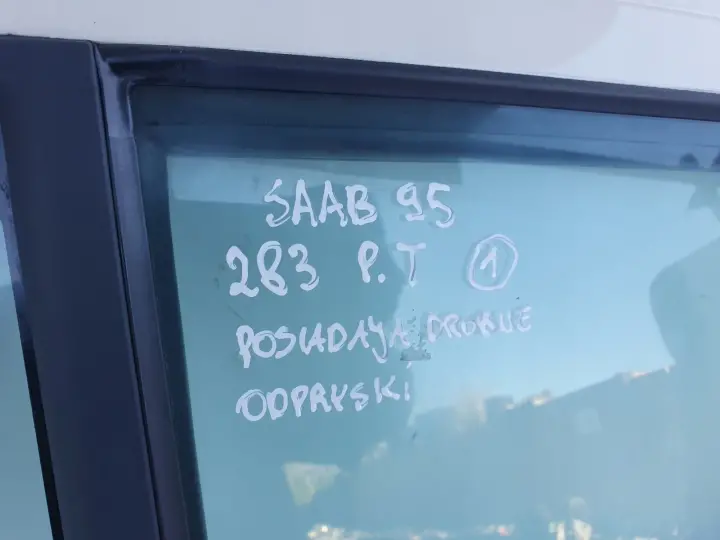 SAAB 95
283 P.T 1
POSIADAJĄ DROBNE
ODPRYSKI